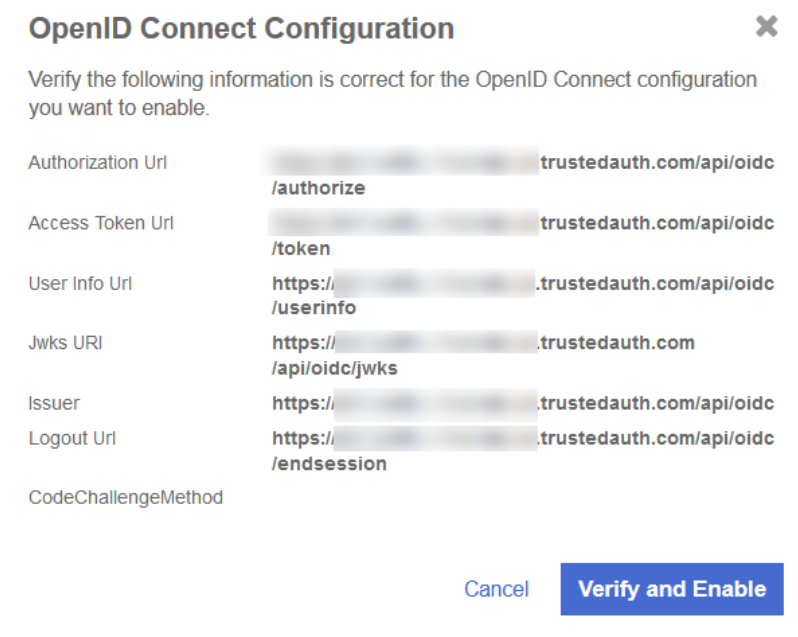 OpenID Connect Configuration
Verify the following information is correct for the OpenID Connect configuration
you want to enable.
Authorization Url trustedauth.com/api/oidc
/authorize
Access Token Url trustedauth.com/api/oidc
/token
User Info Url https:/ .trustedauth.com/api/oidc
/userinfo
Jwks URI https:/ .trustedauth.com
/api/oidc/jwks
Issuer https:/ .trustedauth.com/api/oidc
Logout Url https:/ .trustedauth.com/api/oidc
/endsession
CodeChallengeMethod
Cancel Verify and Enable